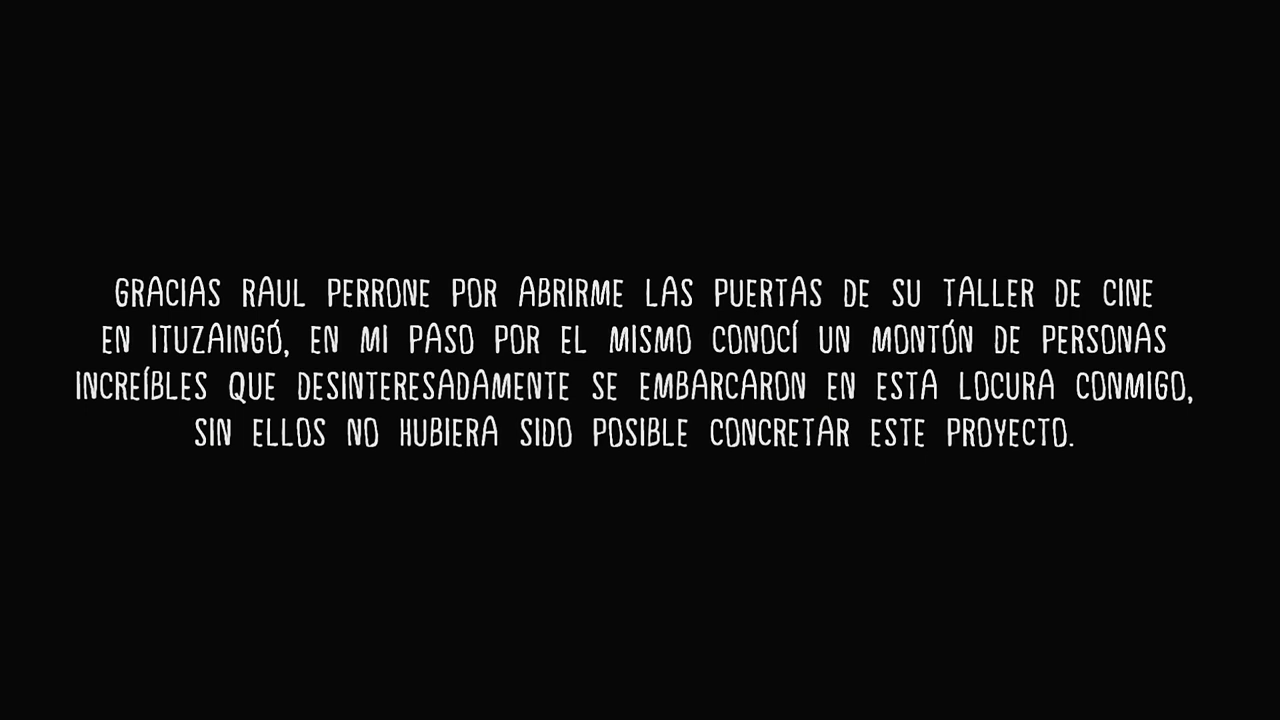 GRACIAS RAUL PERRONE POR ABRIRME LAS PUERTAS DE SU TALLER DE CINE
EN ITUZAINGÓ, EN MI PASO POR EL MISMO CONOCÍ UN MONTÓN DE PERSONAS
INCREÍBLES QUE DESINTERESADAMENTE SE EMBARCARON EN ESTA LOCURA CONMIGO,
SIN ELLOS NO HUBIERA SIDO POSIBLE CONCRETAR ESTE PROYECTO.